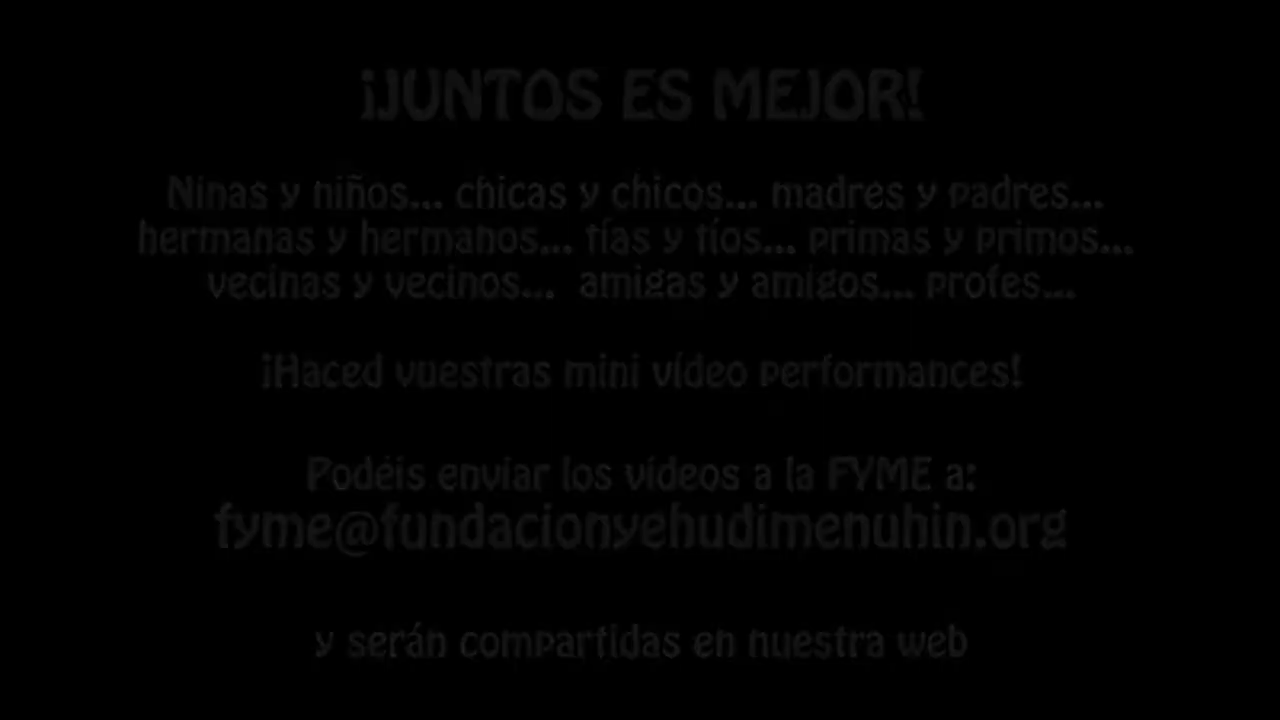 ¡JUNTOS ES MEJOR!
Ninas y niños... chicas y chicos... madres y padres...
hermanas y hermanos... tías y tíos... primas y primos...
vecinas y vecinos... amigas y amigos... profes...
¡Haced vuestras mini vídeo performances!
Podéis enviar los vídeos a la FYME a:
fyme@fundacionyehudimenuhin.org
y serán compartidas en nuestra web